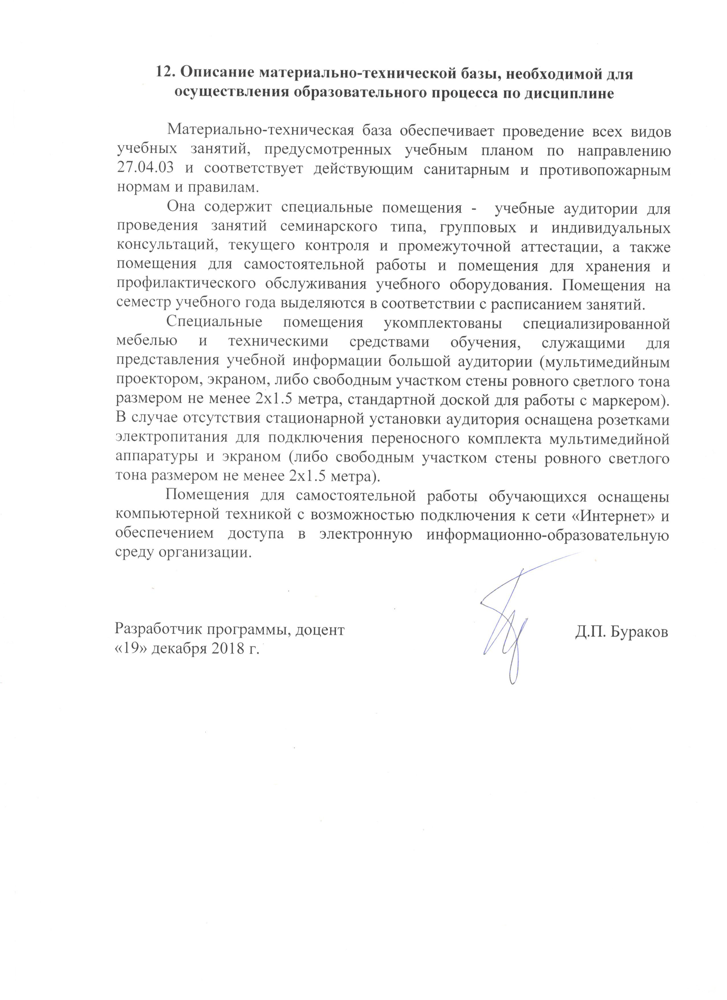 12. Описание материально-технической базы, необходимой для
осуществления образовательного процесса по дисциплине
Материально-техническая база обеспечивает проведение всех видов
учебных занятий, предусмотренных учебным планом по направлению
27.04.03 и соответствует действующим санитарным и противопожарным
нормам и правилам.
Она содержит специальные помещения - учебные аудитории для
проведения занятий семинарского типа, групповых и индивидуальных
консультаций, текущего контроля и промежуточной аттестации, а также
помещения для самостоятельной работы и помещения для хранения и
профилактического обслуживания учебного оборудования. Помещения на
семестр учебного года выделяются в соответствии с расписанием занятий.
Специальные помещения укомплектованы специализированной
мебелью и техническими средствами обучения, служащими для
представления учебной информации большой аудитории (мультимедийным
проектором, экраном, либо свободным участком стены ровного светлого тона
размером не менее 2х1.5 метра, стандартной доской для работы с маркером).
В случае отсутствия стационарной установки аудитория оснащена розетками
электропитания для подключения переносного комплекта мультимедийной
аппаратуры и экраном (либо свободным участком стены ровного светлого
тона размером не менее 2х1.5 метра).
Помещения для самостоятельной работы обучающихся оснащены
компьютерной техникой с возможностью подключения к сети «Интернет» и
обеспечением доступа в электронную информационно-образовательную
среду организации.
Разработчик программы, доцент Д.П. Бураков
«19» декабря 2018 г.